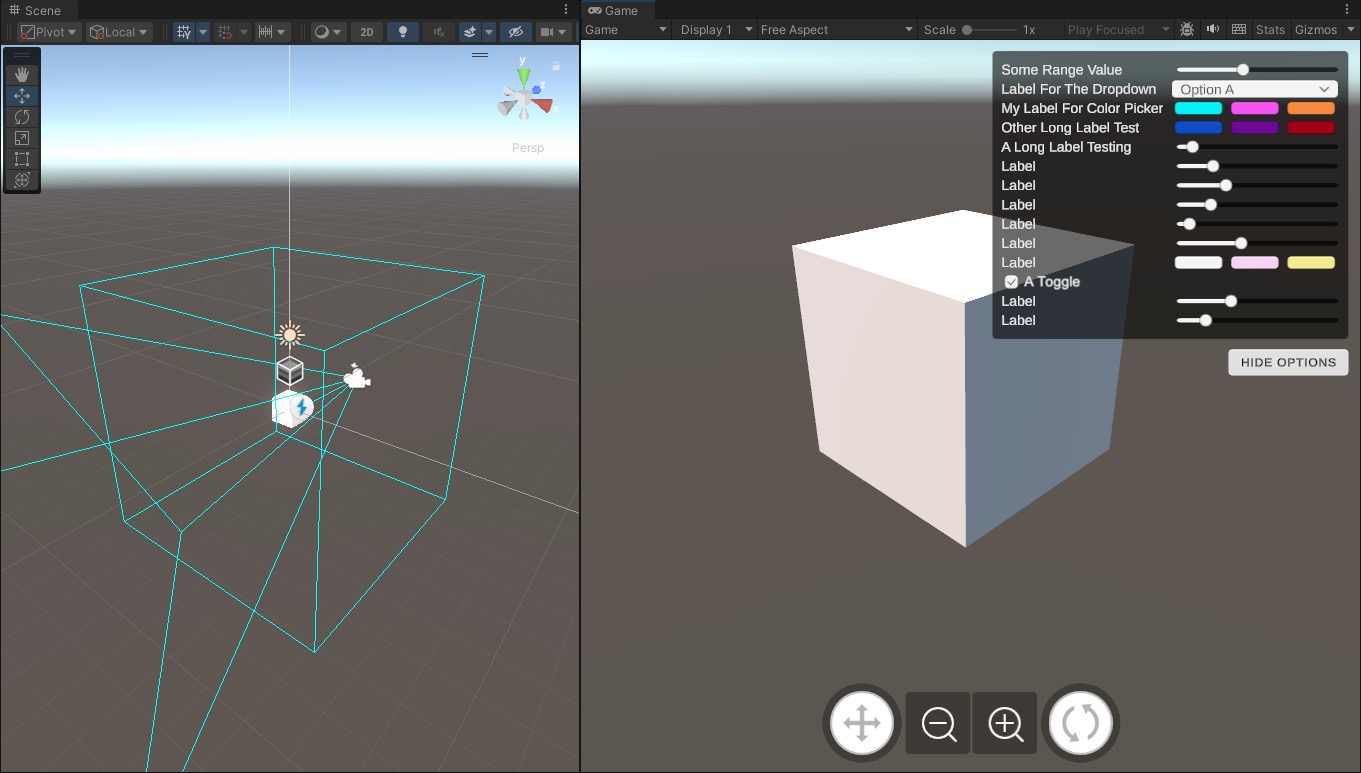 Scene
Pivot
Local
2D
y
Persp
Game
Game
Display 1
Free Aspect
Scale
1x
Play Focused
Stats
Gizmos
Some Range Value
Label For The Dropdown
Option A
My Label For Color Picker
Other Long Label Test
A Long Label Testing
Label
Label
Label
Label
Label
Label
A Toggle
Label
Label
HIDE OPTIONS